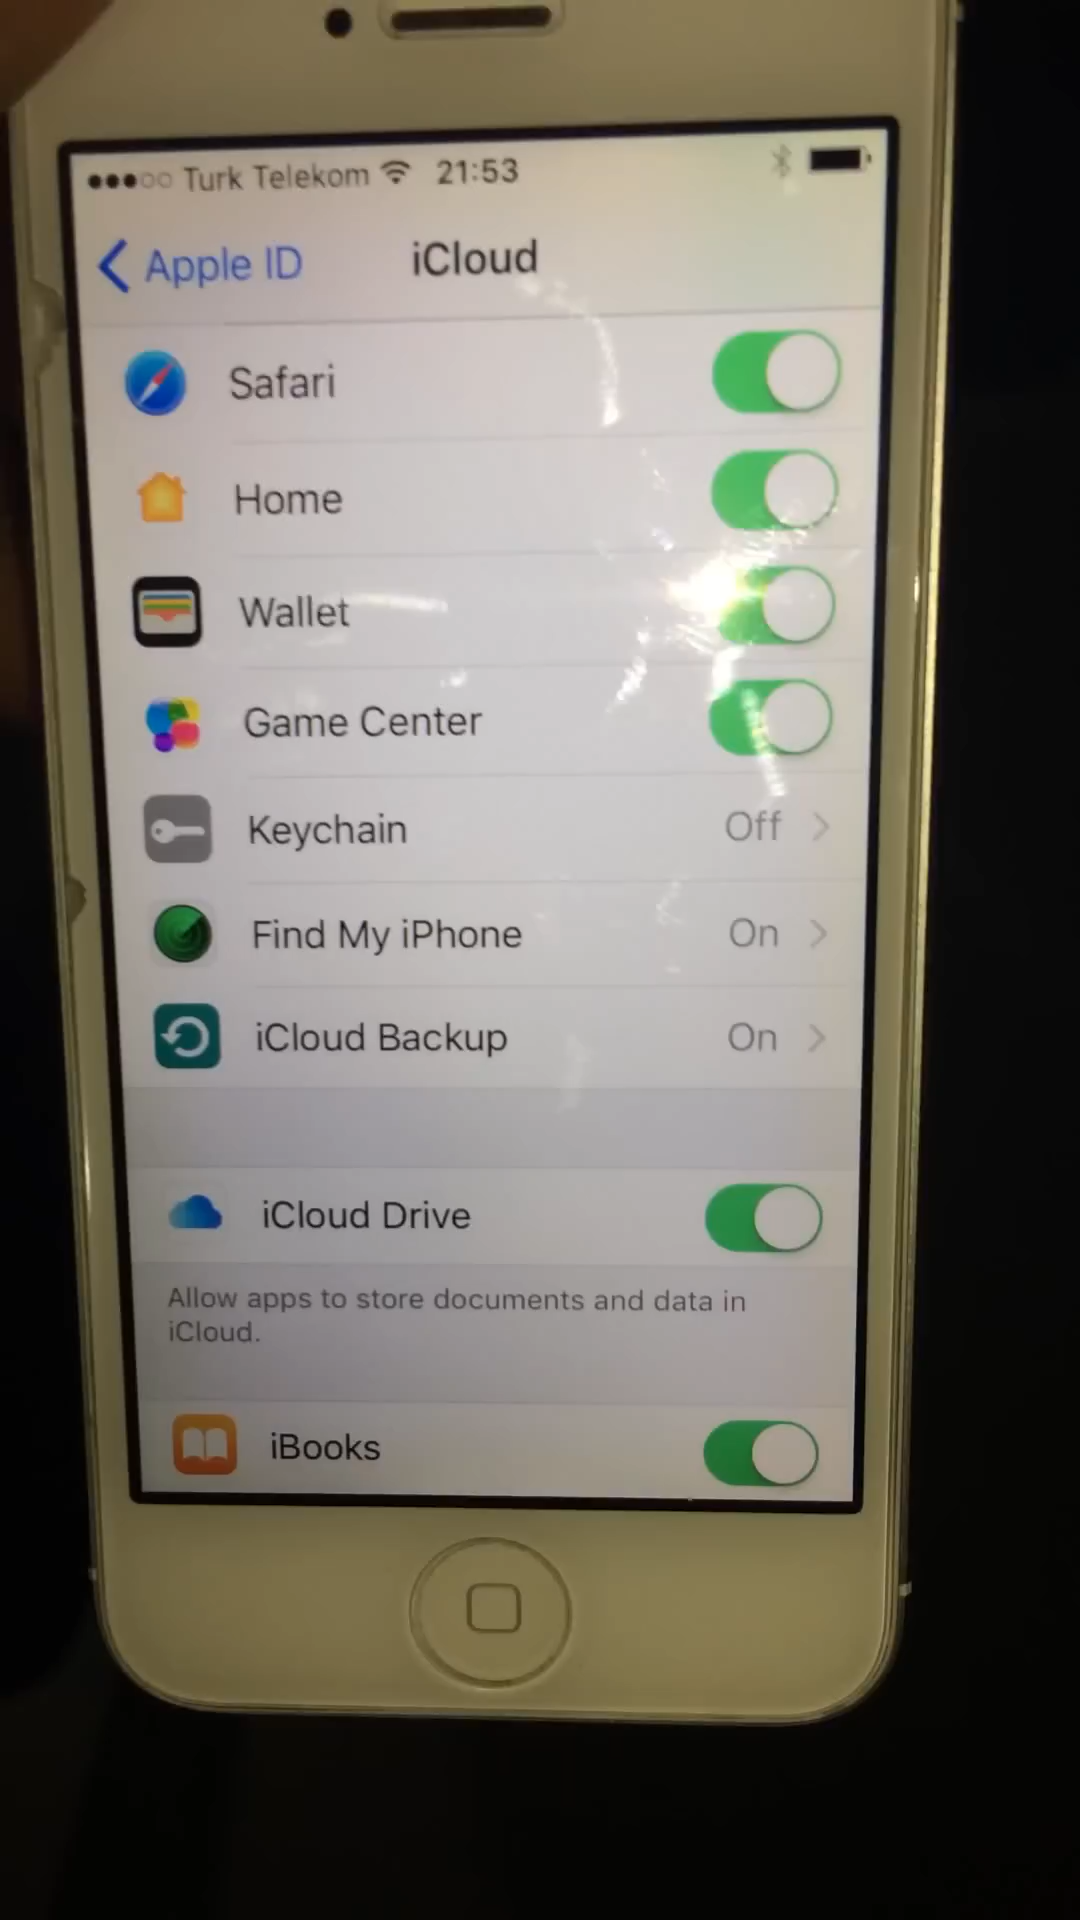 Turk Telekom 21:53
Apple ID iCloud
Safari
Home
Wallet
Game Center
Keychain Off
Find My iPhone On
iCloud Backup On
iCloud Drive
Allow apps to store documents and data in
iCloud.
iBooks